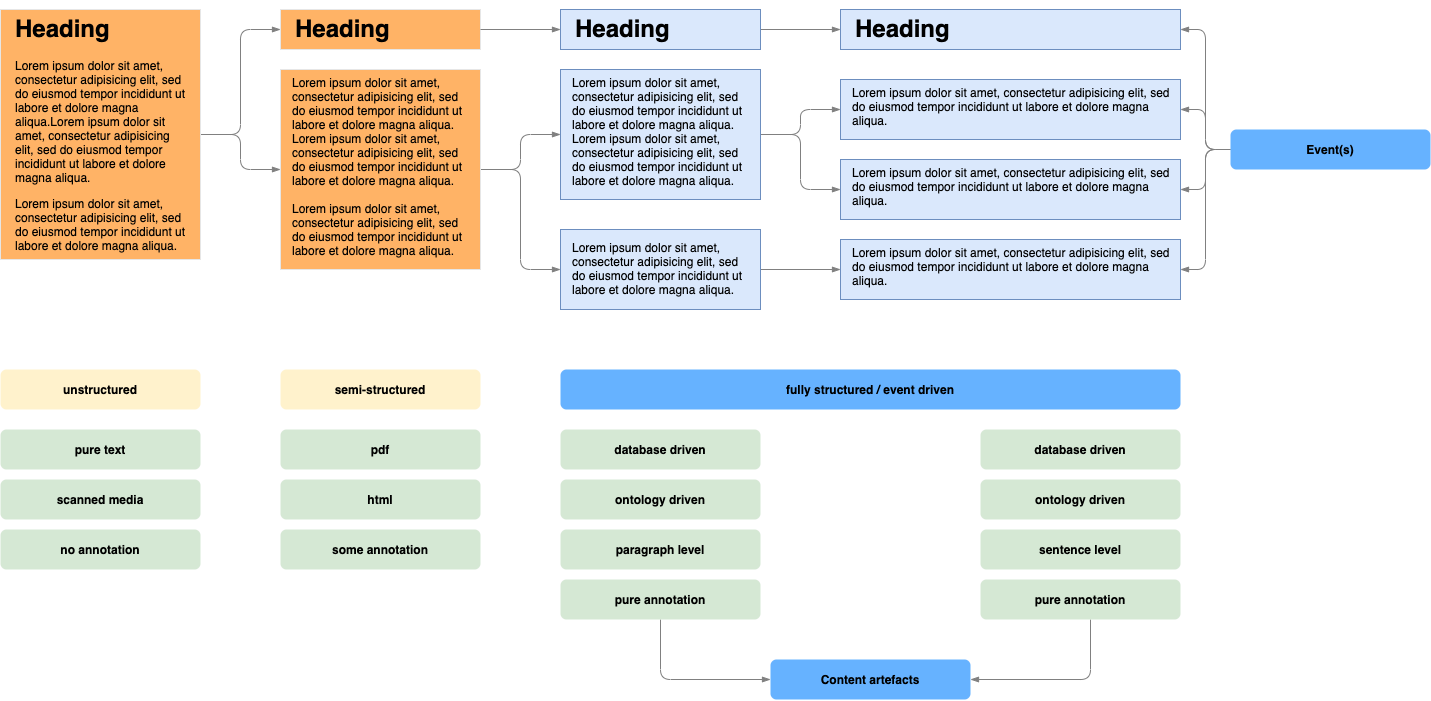 Heading
Lorem ipsum dolor sit amet,
consectetur adipisicing elit, sed
do eiusmod tempor incididunt ut
labore et dolore magna
aliqua.Lorem ipsum dolor sit
amet, consectetur adipisicing
elit, sed do eiusmod tempor
incididunt ut labore et dolore
magna aliqua.
Lorem ipsum dolor sit amet,
consectetur adipisicing elit, sed
do eiusmod tempor incididunt ut
labore et dolore magna aliqua.
Heading
Lorem ipsum dolor sit amet,
consectetur adipisicing elit, sed
do eiusmod tempor incididunt ut
labore et dolore magna aliqua.
Lorem ipsum dolor sit amet,
consectetur adipisicing elit, sed
do eiusmod tempor incididunt ut
labore et dolore magna aliqua.
Lorem ipsum dolor sit amet,
consectetur adipisicing elit, sed
do eiusmod tempor incididunt ut
labore et dolore magna aliqua.
Heading
Lorem ipsum dolor sit amet,
consectetur adipisicing elit, sed
do eiusmod tempor incididunt ut
labore et dolore magna aliqua.
Lorem ipsum dolor sit amet,
consectetur adipisicing elit, sed
do eiusmod tempor incididunt ut
labore et dolore magna aliqua.
Lorem ipsum dolor sit amet,
consectetur adipisicing elit, sed
do eiusmod tempor incididunt ut
labore et dolore magna aliqua.
Heading
Lorem ipsum dolor sit amet, consectetur adipisicing elit, sed
do eiusmod tempor incididunt ut labore et dolore magna
aliqua.
Lorem ipsum dolor sit amet, consectetur adipisicing elit, sed
do eiusmod tempor incididunt ut labore et dolore magna
aliqua.
Lorem ipsum dolor sit amet, consectetur adipisicing elit, sed
do eiusmod tempor incididunt ut labore et dolore magna
aliqua.
Event(s)
unstructured
pure text
scanned media
no annotation
semi-structured
pdf
html
some annotation
fully structured / event driven
database driven
ontology driven
paragraph level
pure annotation
database driven
ontology driven
sentence level
pure annotation
Content artefacts